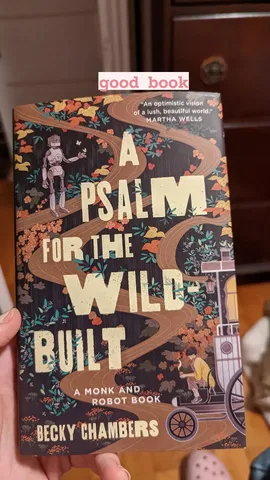 good book
"An optimistic vision
of a lush, beautiful world."
MARTHA WELLS
A
PSALM
FOR THE
WILD-
BUILT
A MONK AND
ROBOT BOOK
BECKY CHAMBERS